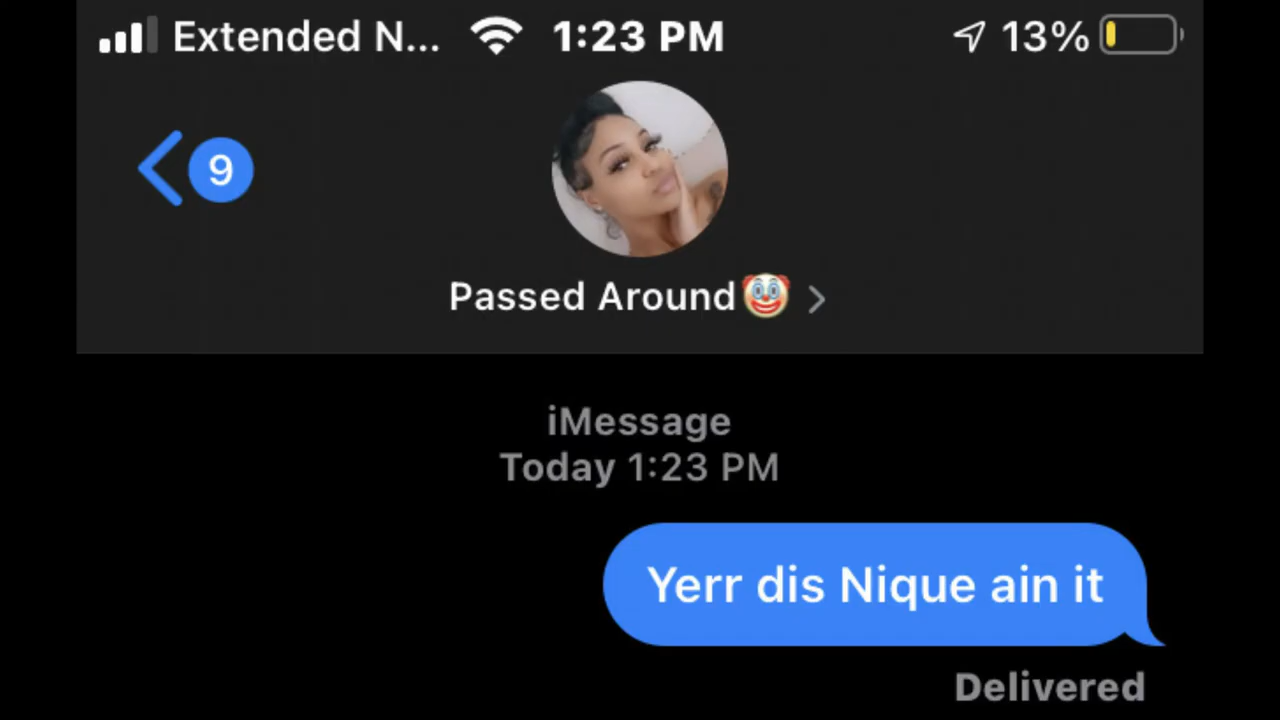 Extended N... 1:23 PM 13%
9
Passed Around🤡
iMessage
Today 1:23 PM
Yerr dis Nique ain it
Delivered